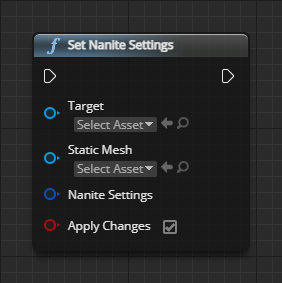 f Set Nanite Settings
Target
Select Asset
Static Mesh
Select Asset
Nanite Settings
Apply Changes